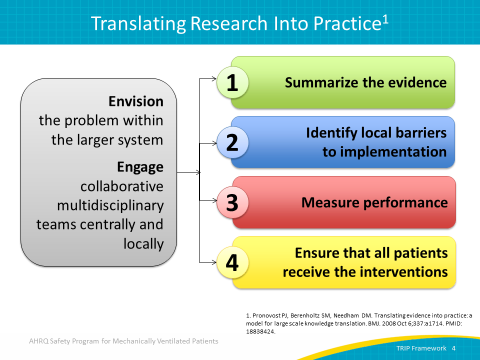 Translating Research Into Practice¹
Envision
the problem within
the larger system
Engage
collaborative
multidisciplinary
teams centrally and
locally
1
Summarize the evidence
2
Identify local barriers
to implementation
3
Measure performance
4
Ensure that all patients
receive the interventions
1. Pronovost PJ, Berenholtz SM, Needham DM. Translating evidence into practice: a
model for large scale knowledge translation. BMJ. 2008 Oct 6;337:a1714. PMID:
18838424.
AHRQ Safety Program for Mechanically Ventilated Patients
TRIP Framework 4